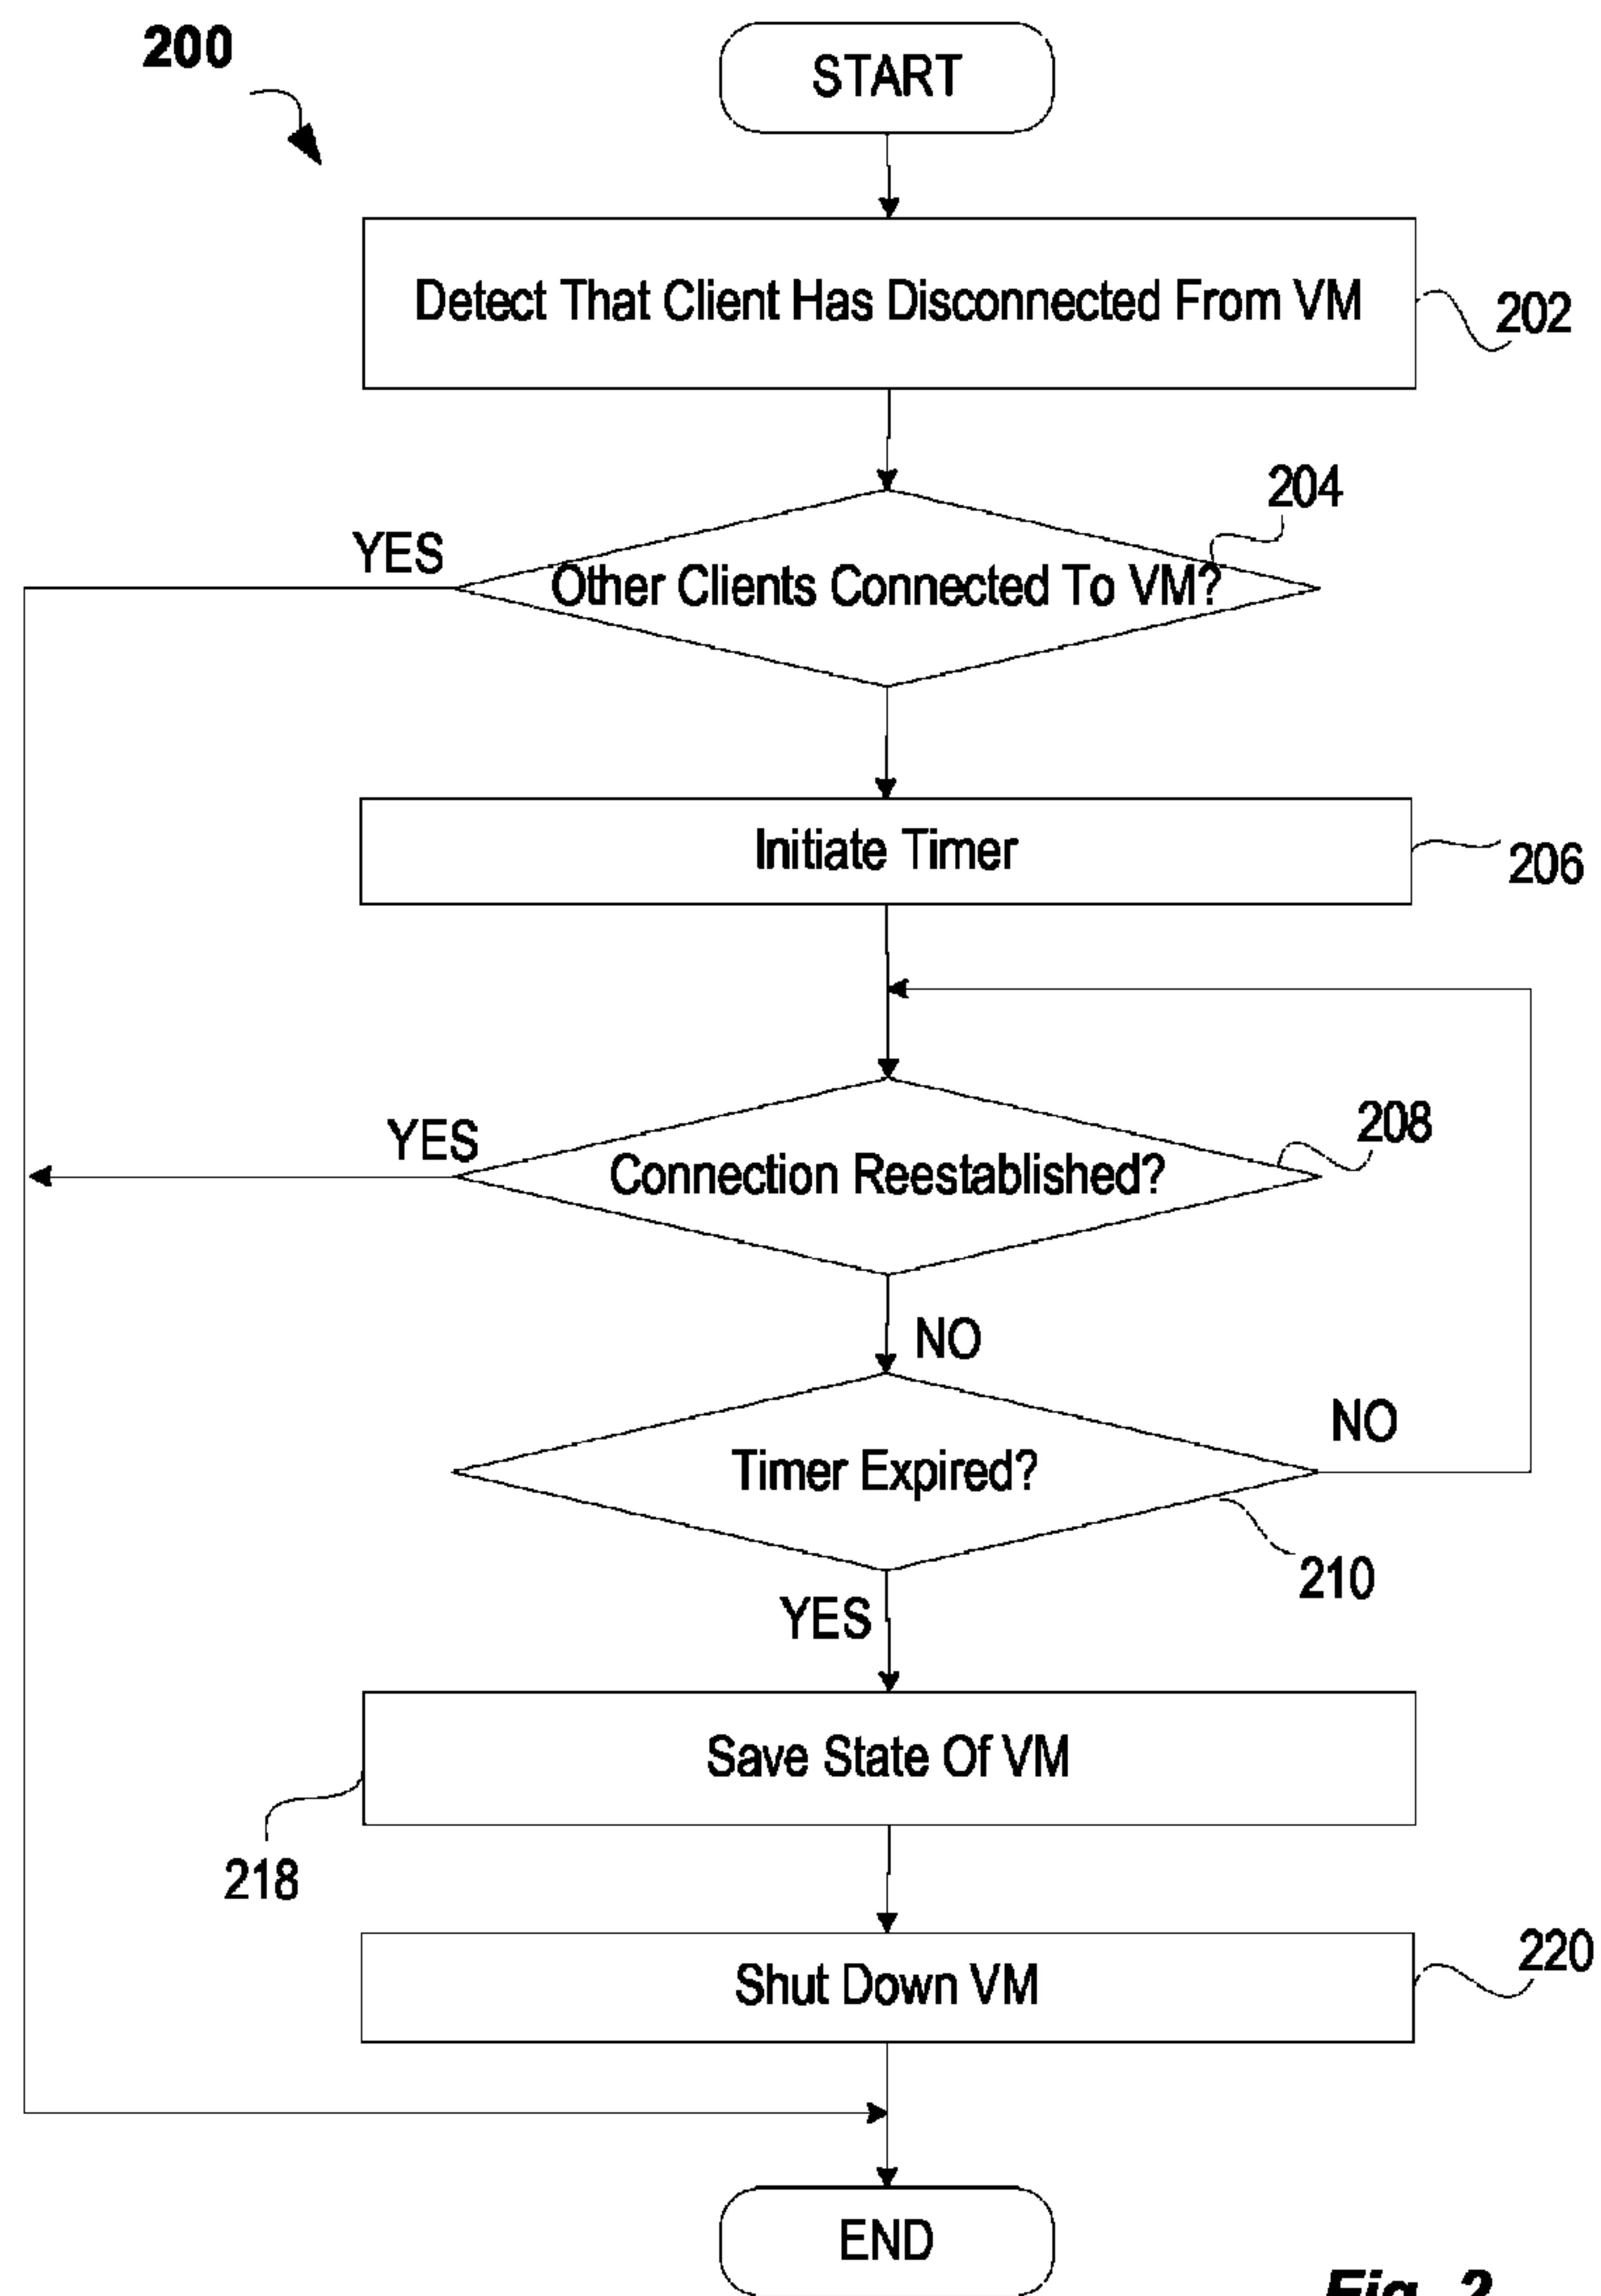 200
START
Detect That Client Has Disconnected From VM
202
204
YES
Other Clients Connected To VM?
Initiate Timer
206
208
YES
Connection Reestablished?
NO
NO
Timer Expired?
210
YES
Save State Of VM
218
220
Shut Down VM
END
Fig. 2